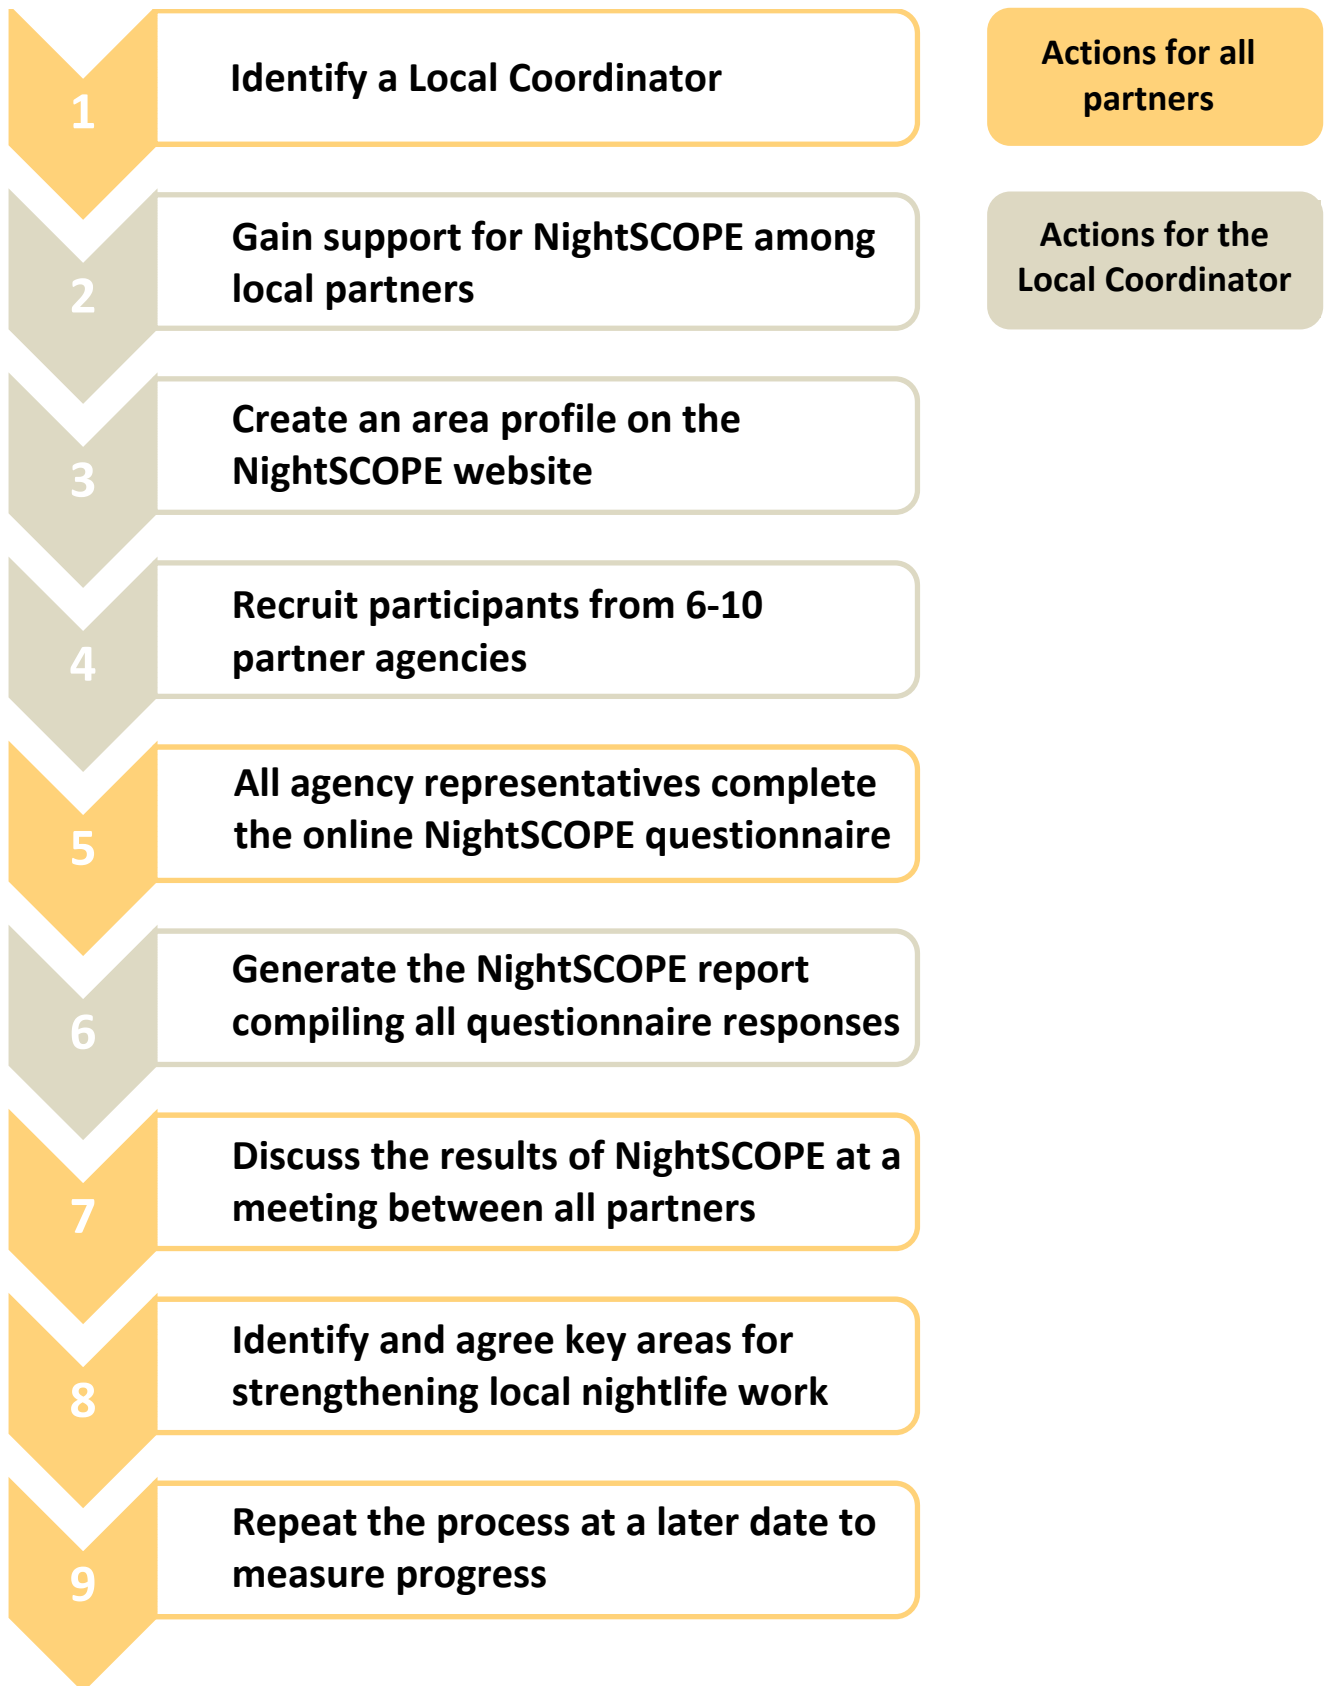 1
Identify a Local Coordinator
Actions for all
partners
2
Gain support for NightSCOPE among
local partners
Actions for the
Local Coordinator
3
Create an area profile on the
NightSCOPE website
4
Recruit participants from 6-10
partner agencies
5
All agency representatives complete
the online NightSCOPE questionnaire
6
Generate the NightSCOPE report
compiling all questionnaire responses
7
Discuss the results of NightSCOPE at a
meeting between all partners
8
Identify and agree key areas for
strengthening local nightlife work
9
Repeat the process at a later date to
measure progress